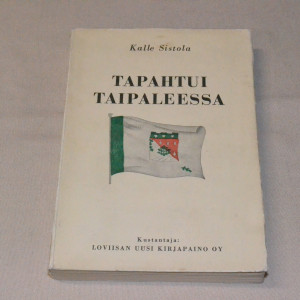 Kalle Sistola
TAPAHTUI
TAIPALEESSA
Kustantaja:
LOVIISAN UUSI KIRJAPAINO OY